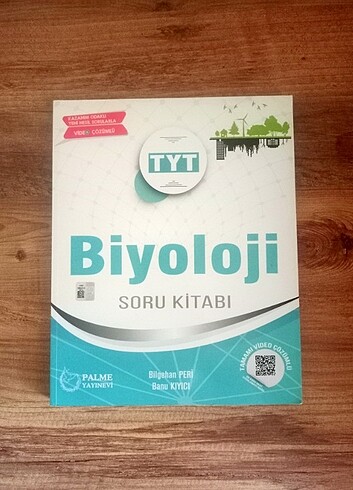 KAZANIM ODAKLI
YENİ NESİL SORULARLA
VİDEO ÇÖZÜMLÜ
TYT
Biyoloji
SORU KİTABI
Bilgehan PERİ
Banu KIYICI
PALME
YAYINEVİ
TAMAMI VİDEO ÇÖZÜMLÜ